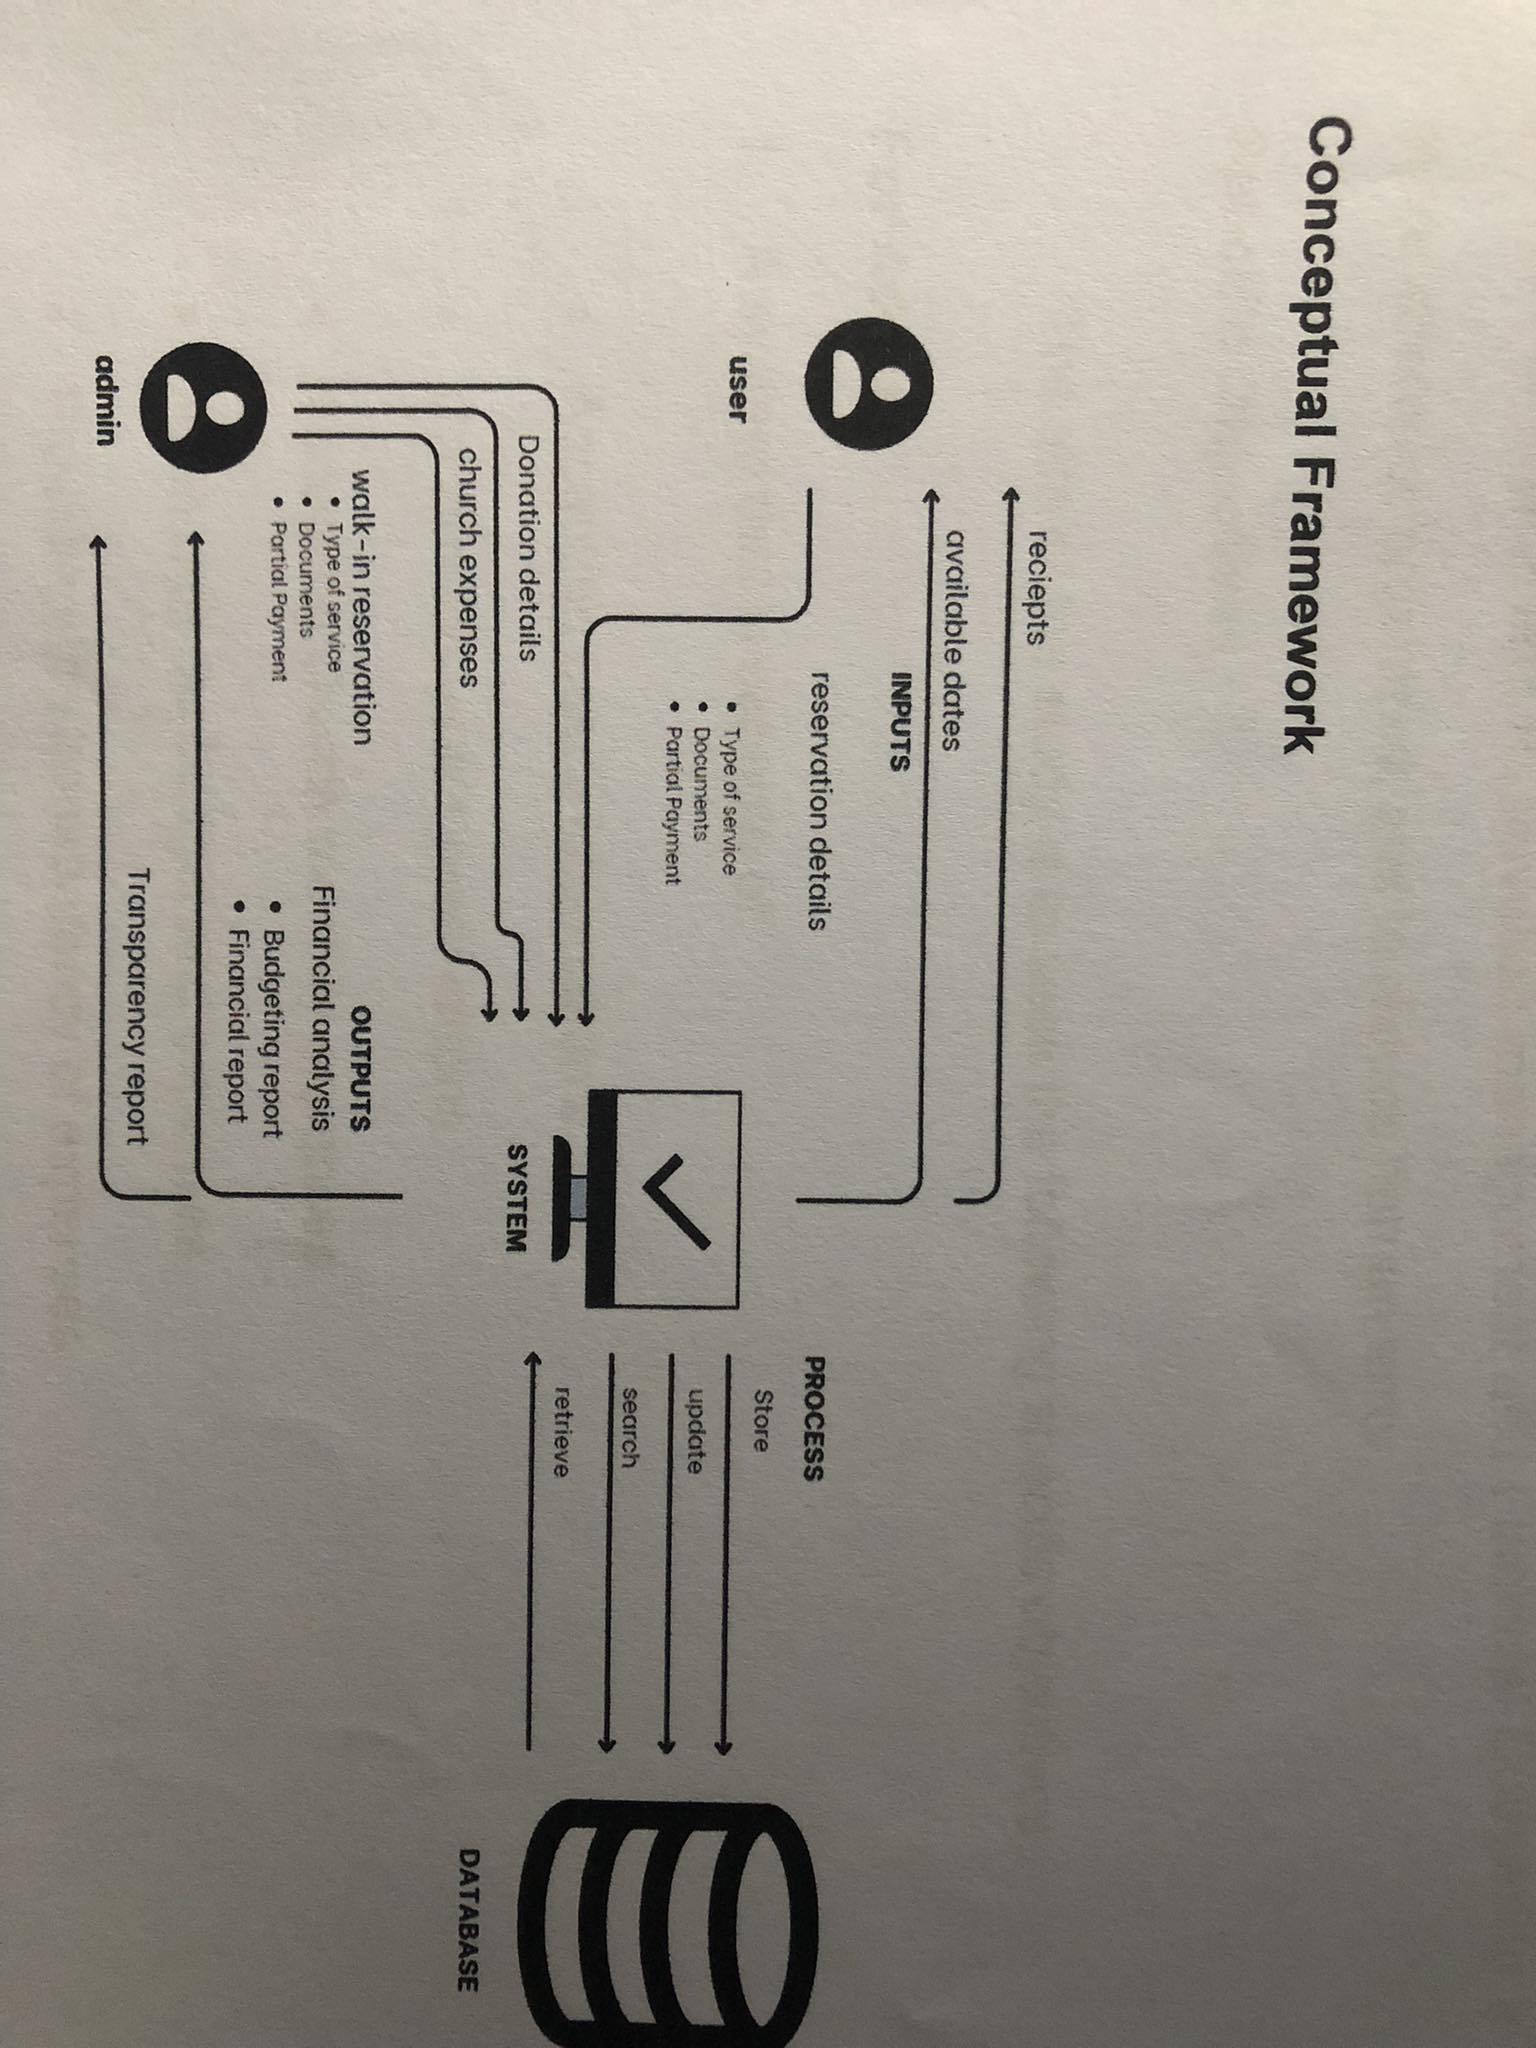 Conceptual Framework
reciepts
available dates
INPUTS
reservation details
user
• Type of service
• Documents
• Partial Payment
PROCESS
Store
update
search
retrieve
SYSTEM
DATABASE
Donation details
church expenses
walk-in reservation
• Type of service
• Documents
• Partial Payment
OUTPUTS
Financial analysis
• Budgeting report
• Financial report
Transparency report
admin